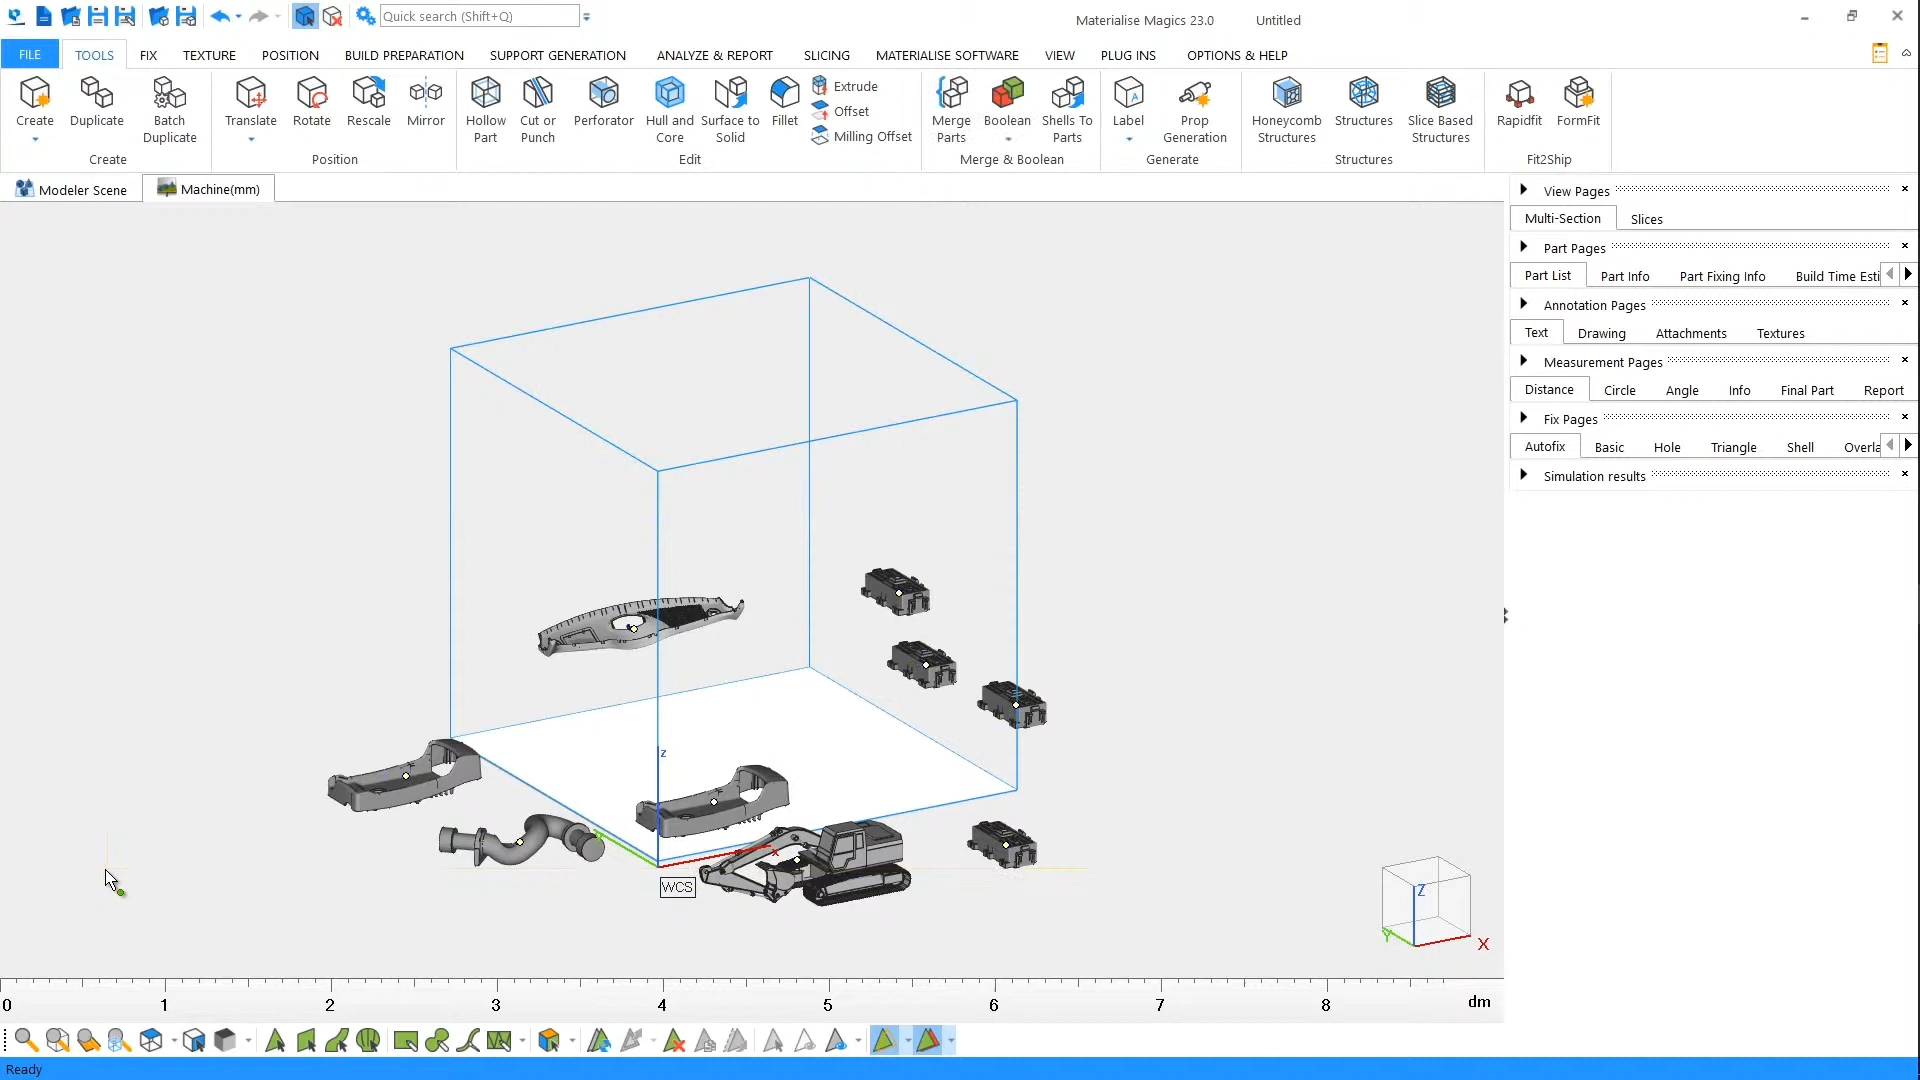 Quick search (Shift+Q)
Materialise Magics 23.0 Untitled
FILE TOOLS FIX TEXTURE POSITION BUILD PREPARATION SUPPORT GENERATION ANALYZE & REPORT SLICING MATERIALISE SOFTWARE VIEW PLUG INS OPTIONS & HELP
Create
Duplicate
Batch Duplicate
Translate
Rotate
Rescale
Mirror
Hollow Part
Cut or Punch
Perforator
Hull and Core
Surface to Solid
Fillet
Extrude
Offset
Milling Offset
Merge Parts
Boolean
Shells To Parts
Label
Prop Generation
Honeycomb Structures
Structures
Slice Based Structures
Rapidfit
FormFit
Create Position Edit Merge & Boolean Generate Structures Fit2Ship
Modeler Scene Machine(mm)
View Pages
Multi-Section Slices
Part Pages
Part List Part Info Part Fixing Info Build Time Esti
Annotation Pages
Text Drawing Attachments Textures
Measurement Pages
Distance Circle Angle Info Final Part Report
Fix Pages
Autofix Basic Hole Triangle Shell Overla
Simulation results
z
x
WCS
Z
Y
X
0 1 2 3 4 5 6 7 8 dm
Ready